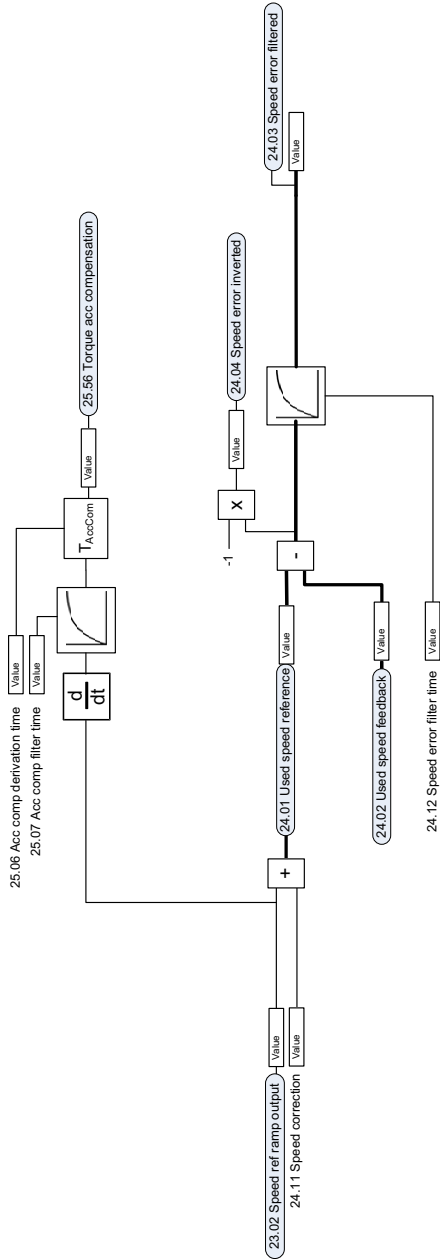 25.06 Acc comp derivation time
Value
25.07 Acc comp filter time
Value
d
dt
TAccCom
Value
25.56 Torque acc compensation
-1
x
Value
24.04 Speed error inverted
23.02 Speed ref ramp output
Value
24.11 Speed correction
Value
+
24.01 Used speed reference
Value
-
24.02 Used speed feedback
Value
24.03 Speed error filtered
Value
24.12 Speed error filter time
Value